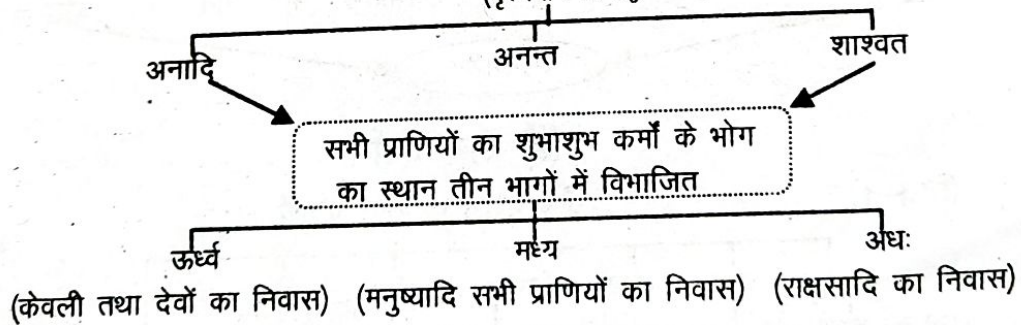 अनादि अनन्त शाश्वत
सभी प्राणियों का शुभाशुभ कर्मों के भोग
का स्थान तीन भागों में विभाजित
ऊर्ध्व मध्य अधः
(केवली तथा देवों का निवास) (मनुष्यादि सभी प्राणियों का निवास) (राक्षसादि का निवास)